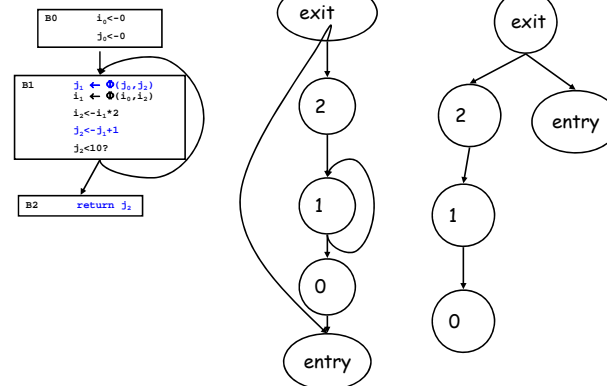 B0 i₀<-0
j₀<-0
B1 j₁ ← Φ(j₀,j₂)
i₁ ← Φ(i₀,i₂)
i₂<-i₁*2
j₂<-j₁+1
j₂<10?
B2 return j₂
exit
2
1
0
entry
exit
2
entry
1
0